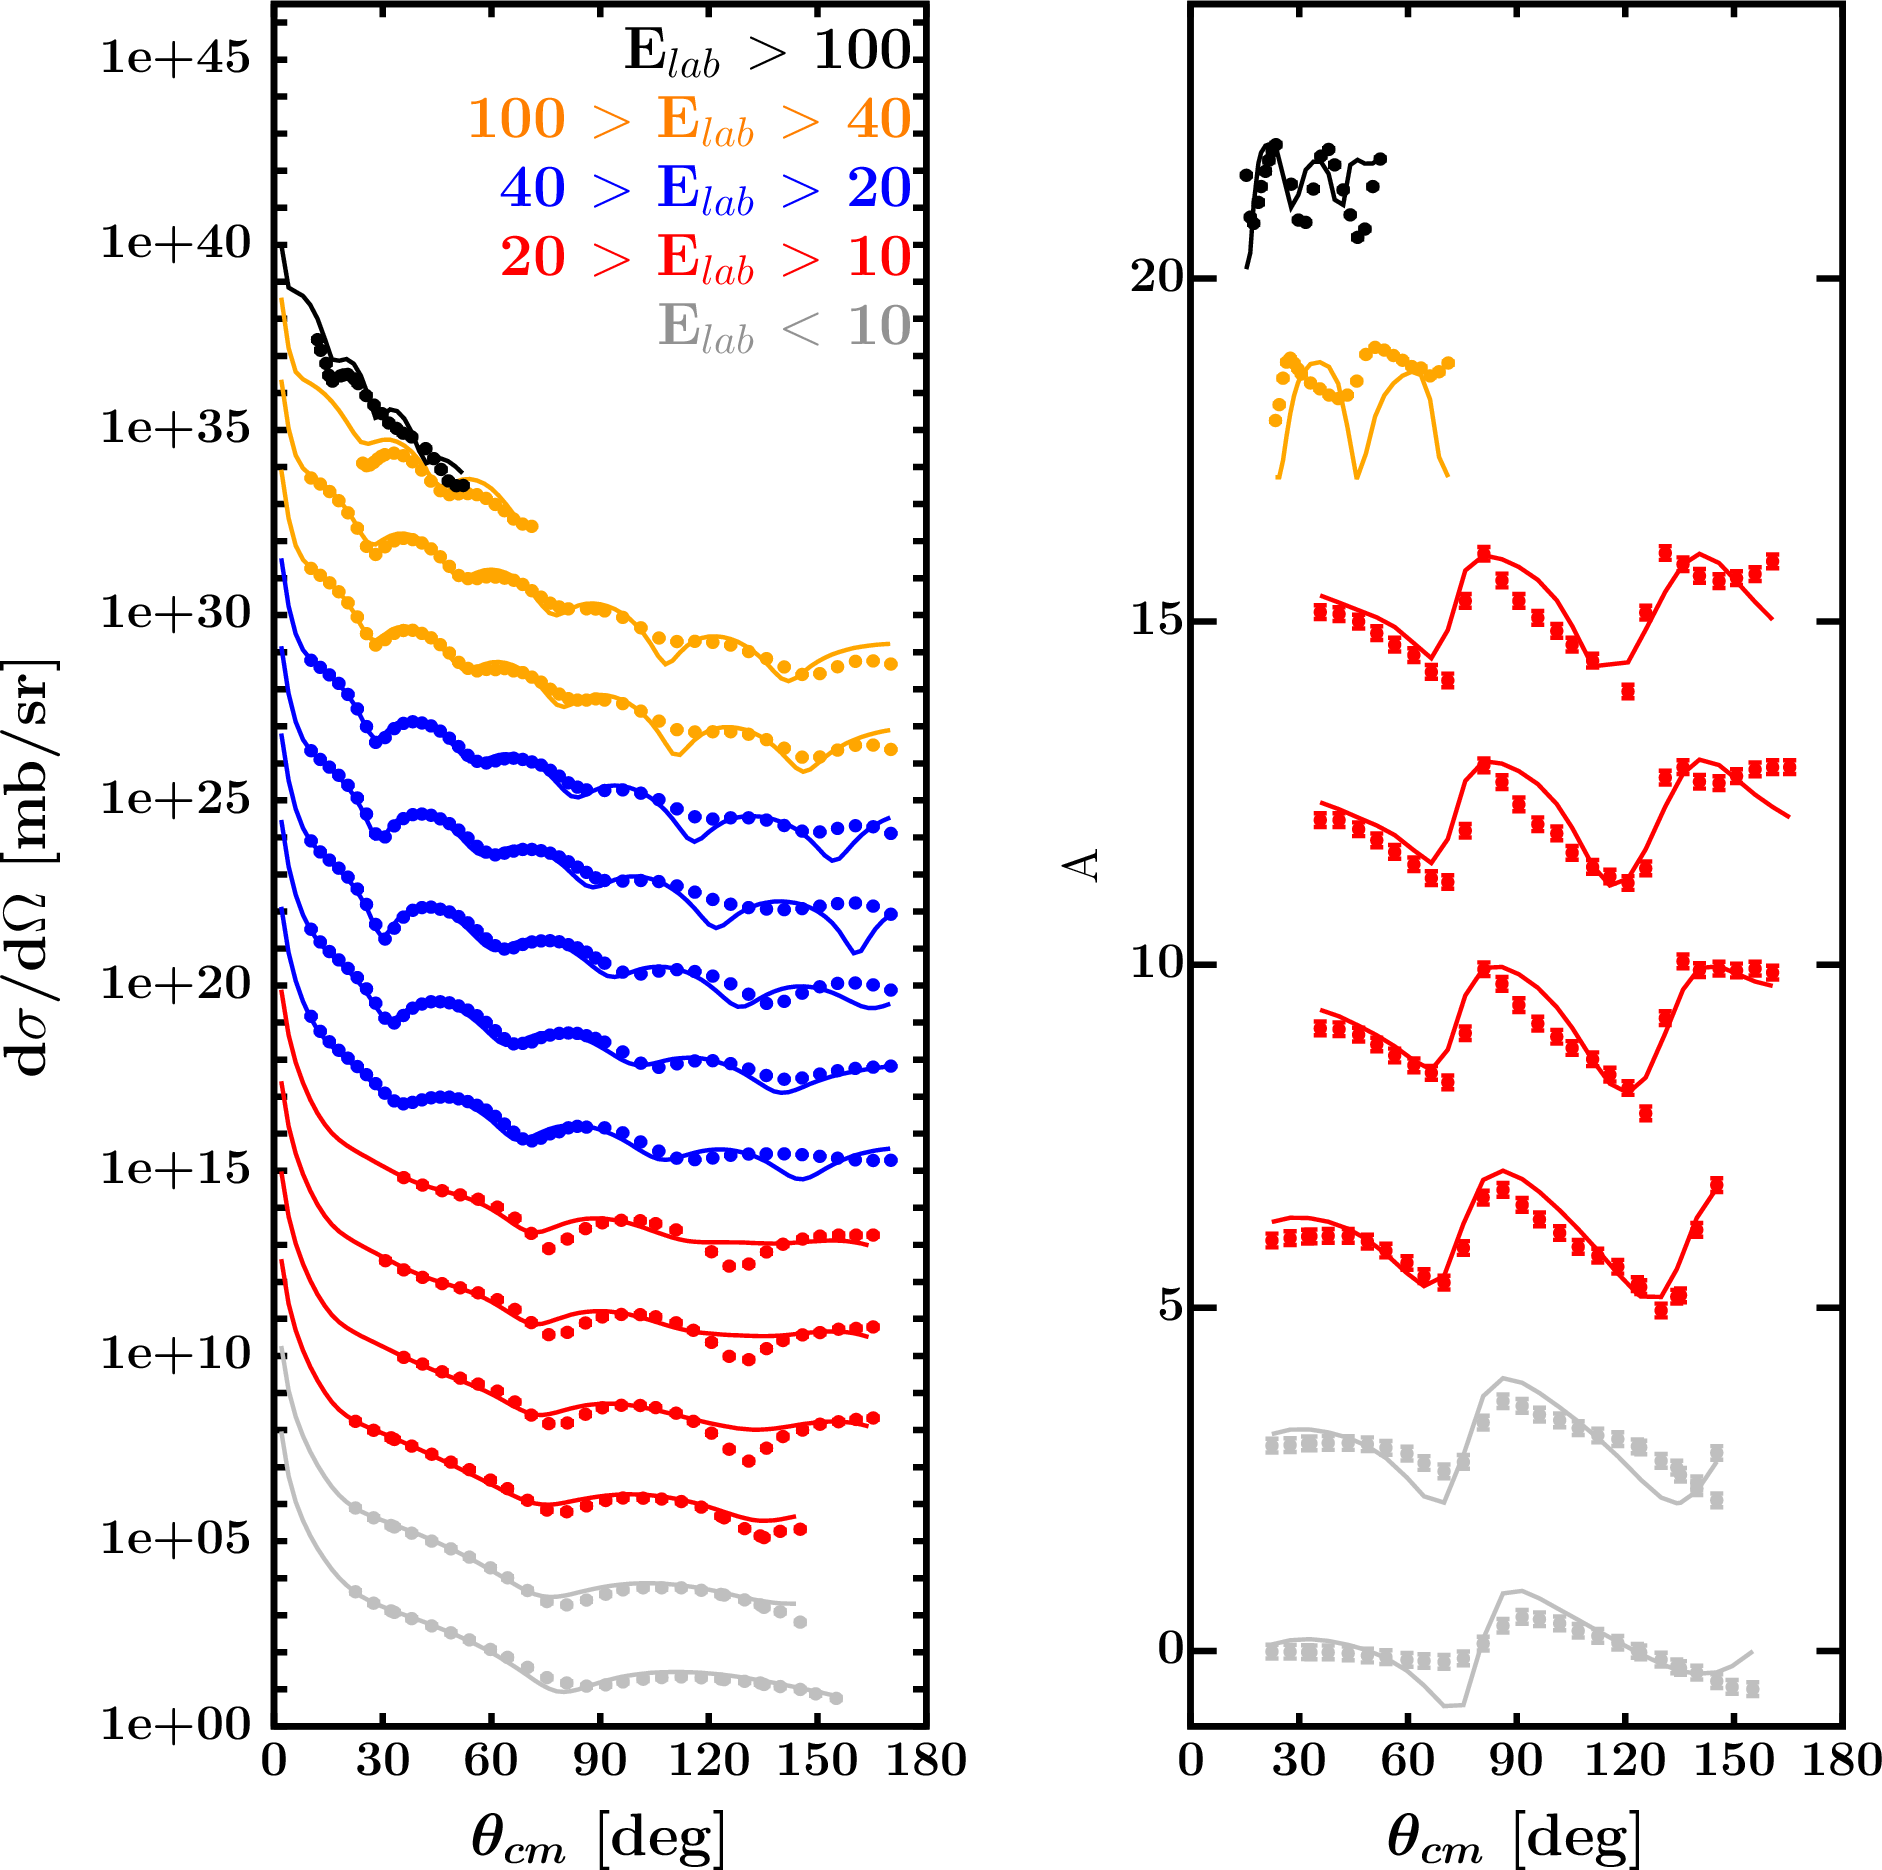 E_lab > 100
100 > E_lab > 40
40 > E_lab > 20
20 > E_lab > 10
E_lab < 10
1e+45
1e+40
1e+35
1e+30
1e+25
1e+20
1e+15
1e+10
1e+05
1e+00
dσ/dΩ [mb/sr]
0 30 60 90 120 150 180
θ_cm [deg]
20
15
10
5
0
A
0 30 60 90 120 150 180
θ_cm [deg]